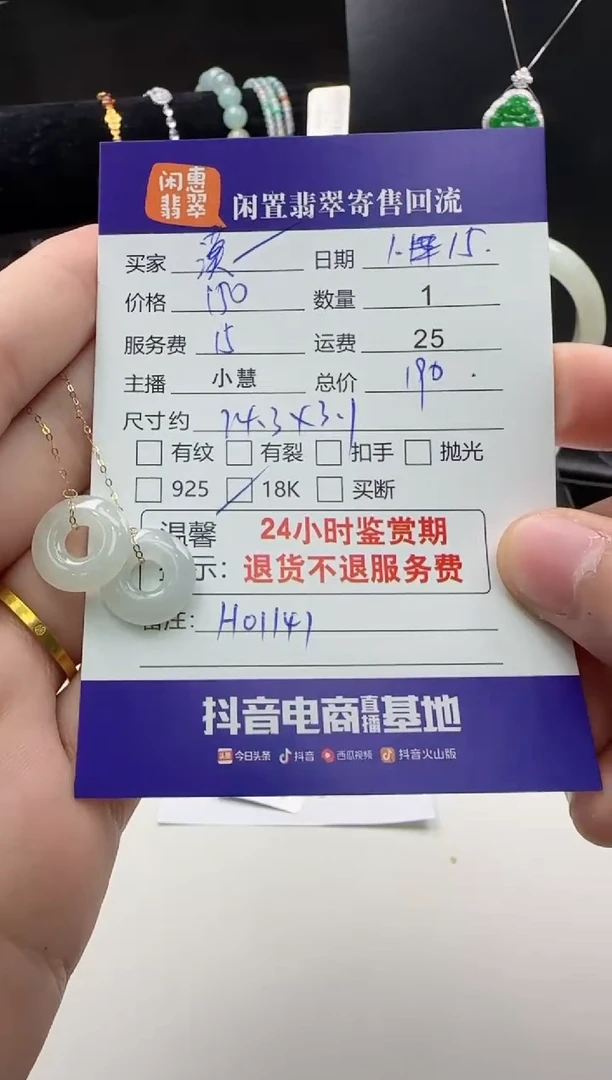 闲惠
翡翠
闲置翡翠寄售回流
买家 日期 15.
价格 150 数量 1
服务费 15 运费 25
主播 小慧 总价 190
尺寸约 14.3×3.1
有纹 有裂 扣手 抛光
925 18K 买断
温馨 24小时鉴赏期
示: 退货不退服务费
备注: H01141
抖音电商直播基地
头条 今日头条 抖音 西瓜视频 抖音火山版